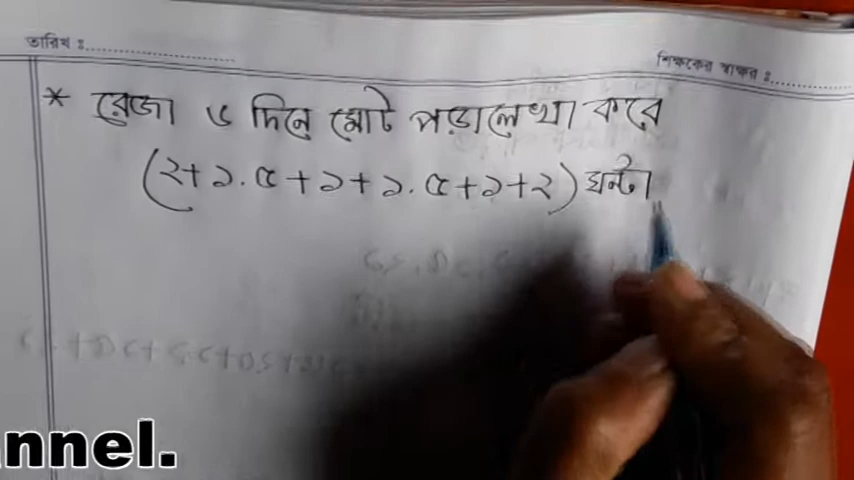 তারিখ :
শিক্ষকের স্বাক্ষর :
* রেজা ৬ দিনে মোট পড়ালেখা করে
(২+১.৫+১+১.৫+১+২) ঘন্টা
nnel.